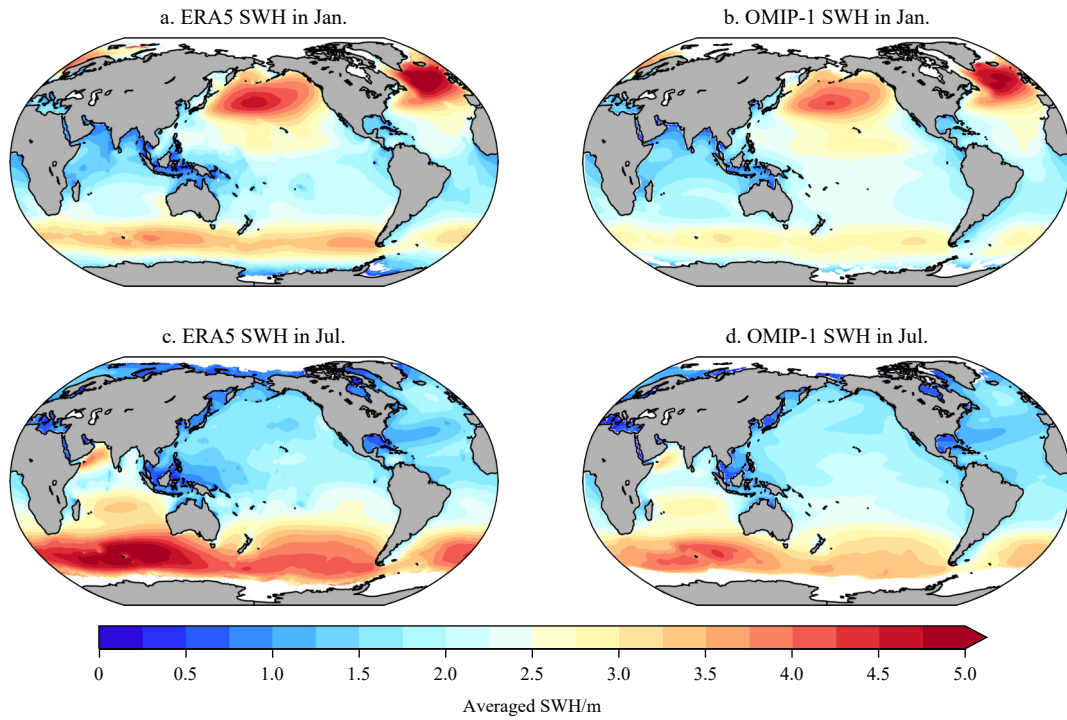 a. ERA5 SWH in Jan.
b. OMIP-1 SWH in Jan.
c. ERA5 SWH in Jul.
d. OMIP-1 SWH in Jul.
0 0.5 1.0 1.5 2.0 2.5 3.0 3.5 4.0 4.5 5.0
Averaged SWH/m